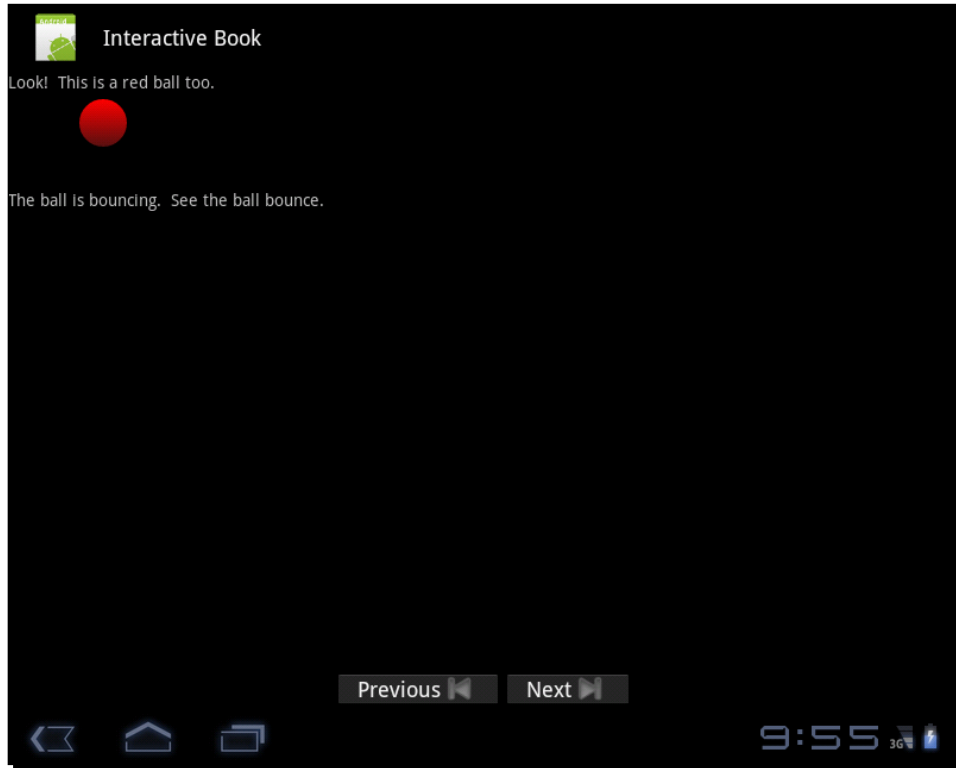 Android
Interactive Book
Look!  This is a red ball too.
The ball is bouncing.  See the ball bounce.
Previous
Next
9:55
3G